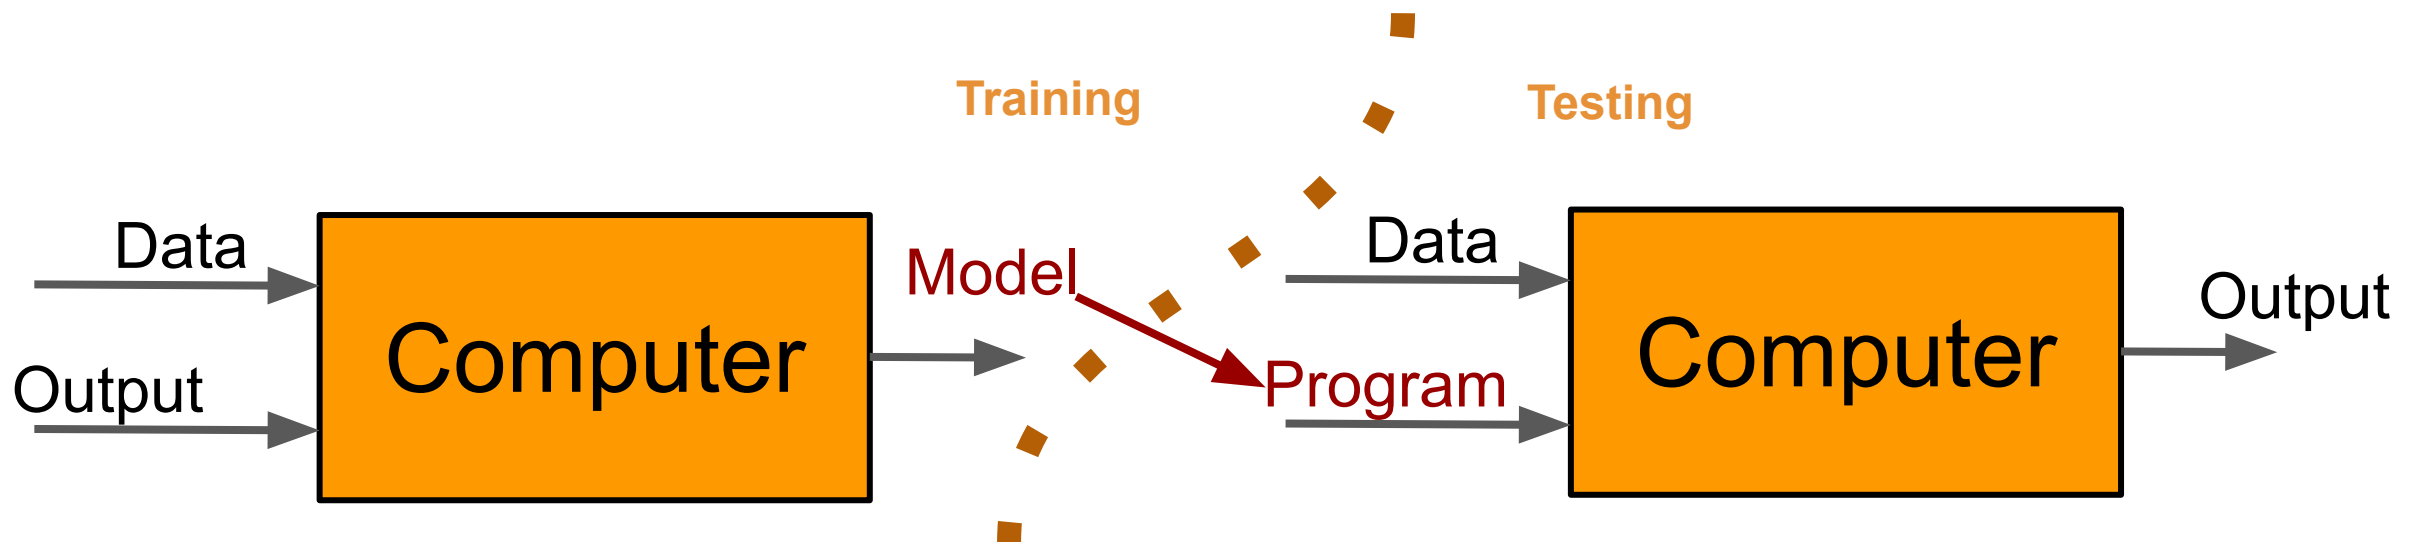 Training
Testing
Data
Output
Computer
Model
Data
Program
Computer
Output